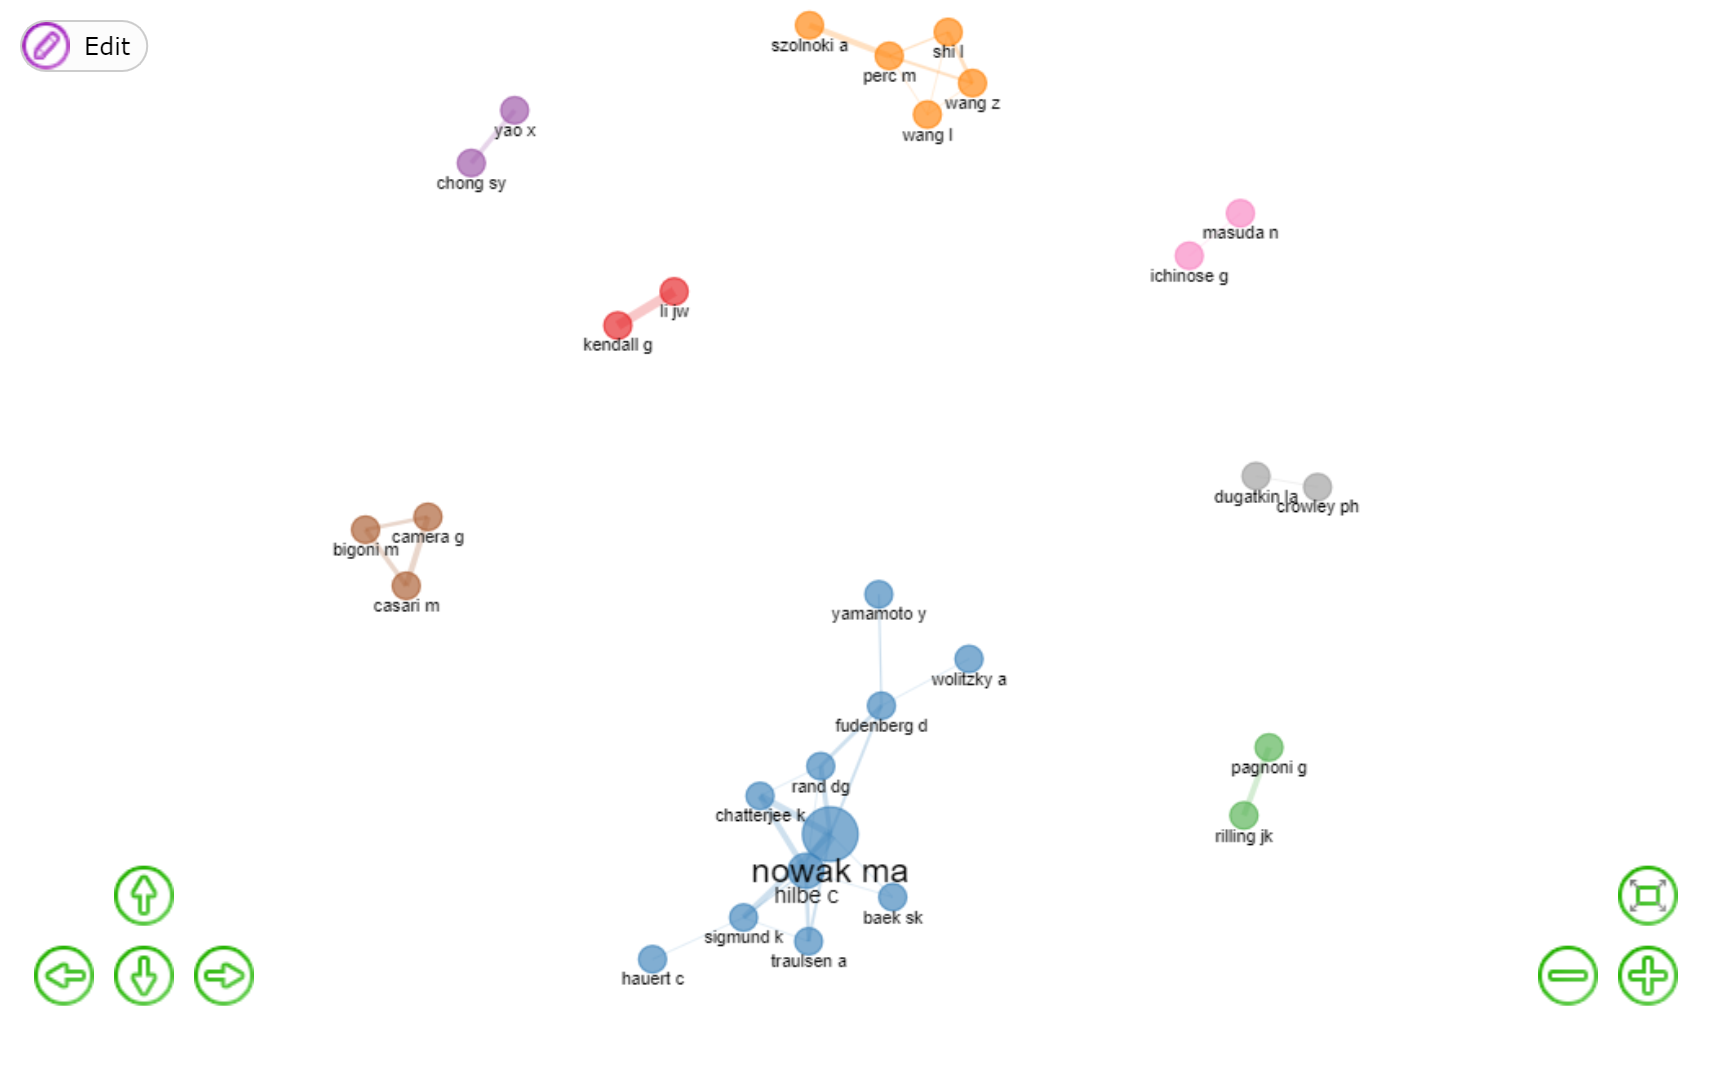 Edit
szolnoki a
shi l
perc m
wang z
wang l
yao x
chong sy
masuda n
ichinose g
li jw
kendall g
dugatkin la
crowley ph
camera g
bigoni m
casari m
yamamoto y
wolitzky a
fudenberg d
rand dg
chatterjee k
pagnoni g
rilling jk
nowak ma
hilbe c
baek sk
sigmund k
traulsen a
hauert c